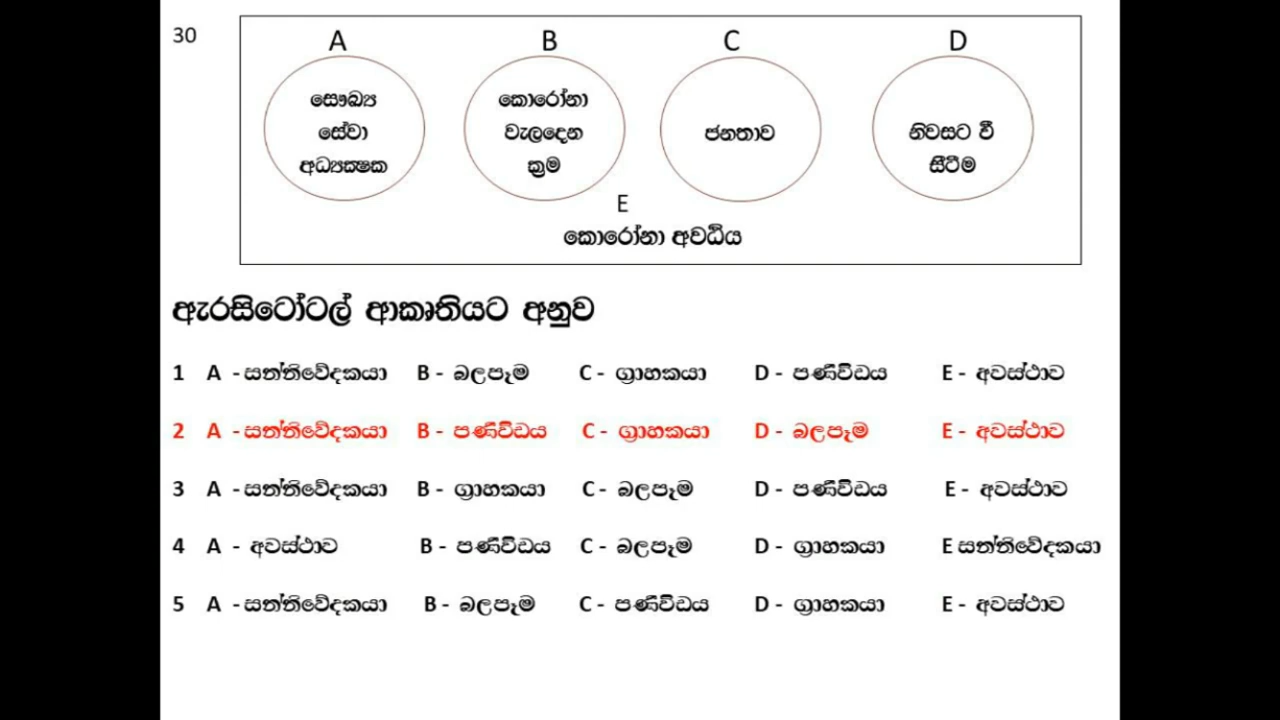 30
A B C D
සෞඛ්‍ය සේවා අධ්‍යක්ෂක
කොරෝනා වැලදෙන ක්‍රම
ජනතාව
නිවසට වී සිටීම
E
කොරෝනා අවධිය
ඇරිස්ටෝටල් ආකෘතියට අනුව
1 A - සන්නිවේදකයා B - බලපෑම C - ග්‍රාහකයා D - පණිවිඩය E - අවස්ථාව
2 A - සන්නිවේදකයා B - පණිවිඩය C - ග්‍රාහකයා D - බලපෑම E - අවස්ථාව
3 A - සන්නිවේදකයා B - ග්‍රාහකයා C - බලපෑම D - පණිවිඩය E - අවස්ථාව
4 A - අවස්ථාව B - පණිවිඩය C - බලපෑම D - ග්‍රාහකයා E සන්නිවේදකයා
5 A - සන්නිවේදකයා B - බලපෑම C - පණිවිඩය D - ග්‍රාහකයා E - අවස්ථාව